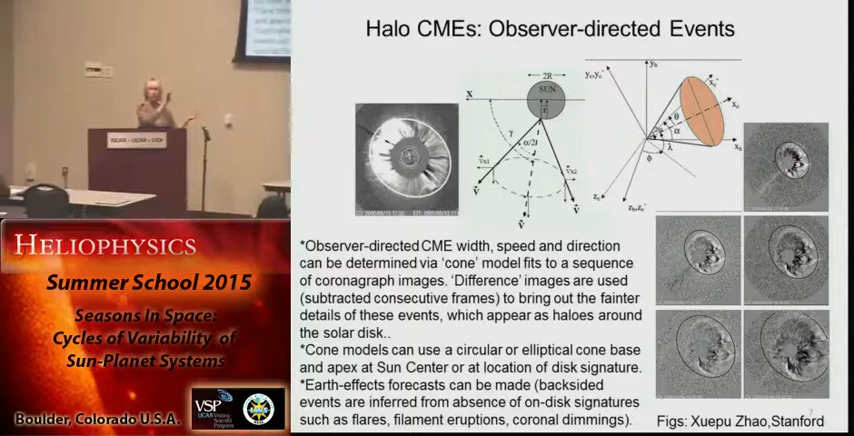 Halo CMEs: Observer-directed Events
2R
SUN
X
r
γ
α/2
V
V
V
yh
θ
α
λ
ϕ
*Observer-directed CME width, speed and direction
can be determined via 'cone' model fits to a sequence
of coronagraph images. 'Difference' images are used
(subtracted consecutive frames) to bring out the fainter
details of these events, which appear as haloes around
the solar disk..
*Cone models can use a circular or elliptical cone base
and apex at Sun Center or at location of disk signature.
*Earth-effects forecasts can be made (backsided
events are inferred from absence of on-disk signatures
such as flares, filament eruptions, coronal dimmings).
Figs: Xuepu Zhao,Stanford
7
HELIOPHYSICS
Summer School 2015
Seasons In Space:
Cycles of Variability of
Sun-Planet Systems
Boulder, Colorado U.S.A.
VSP
UCAR Visiting
Scientist
Programs